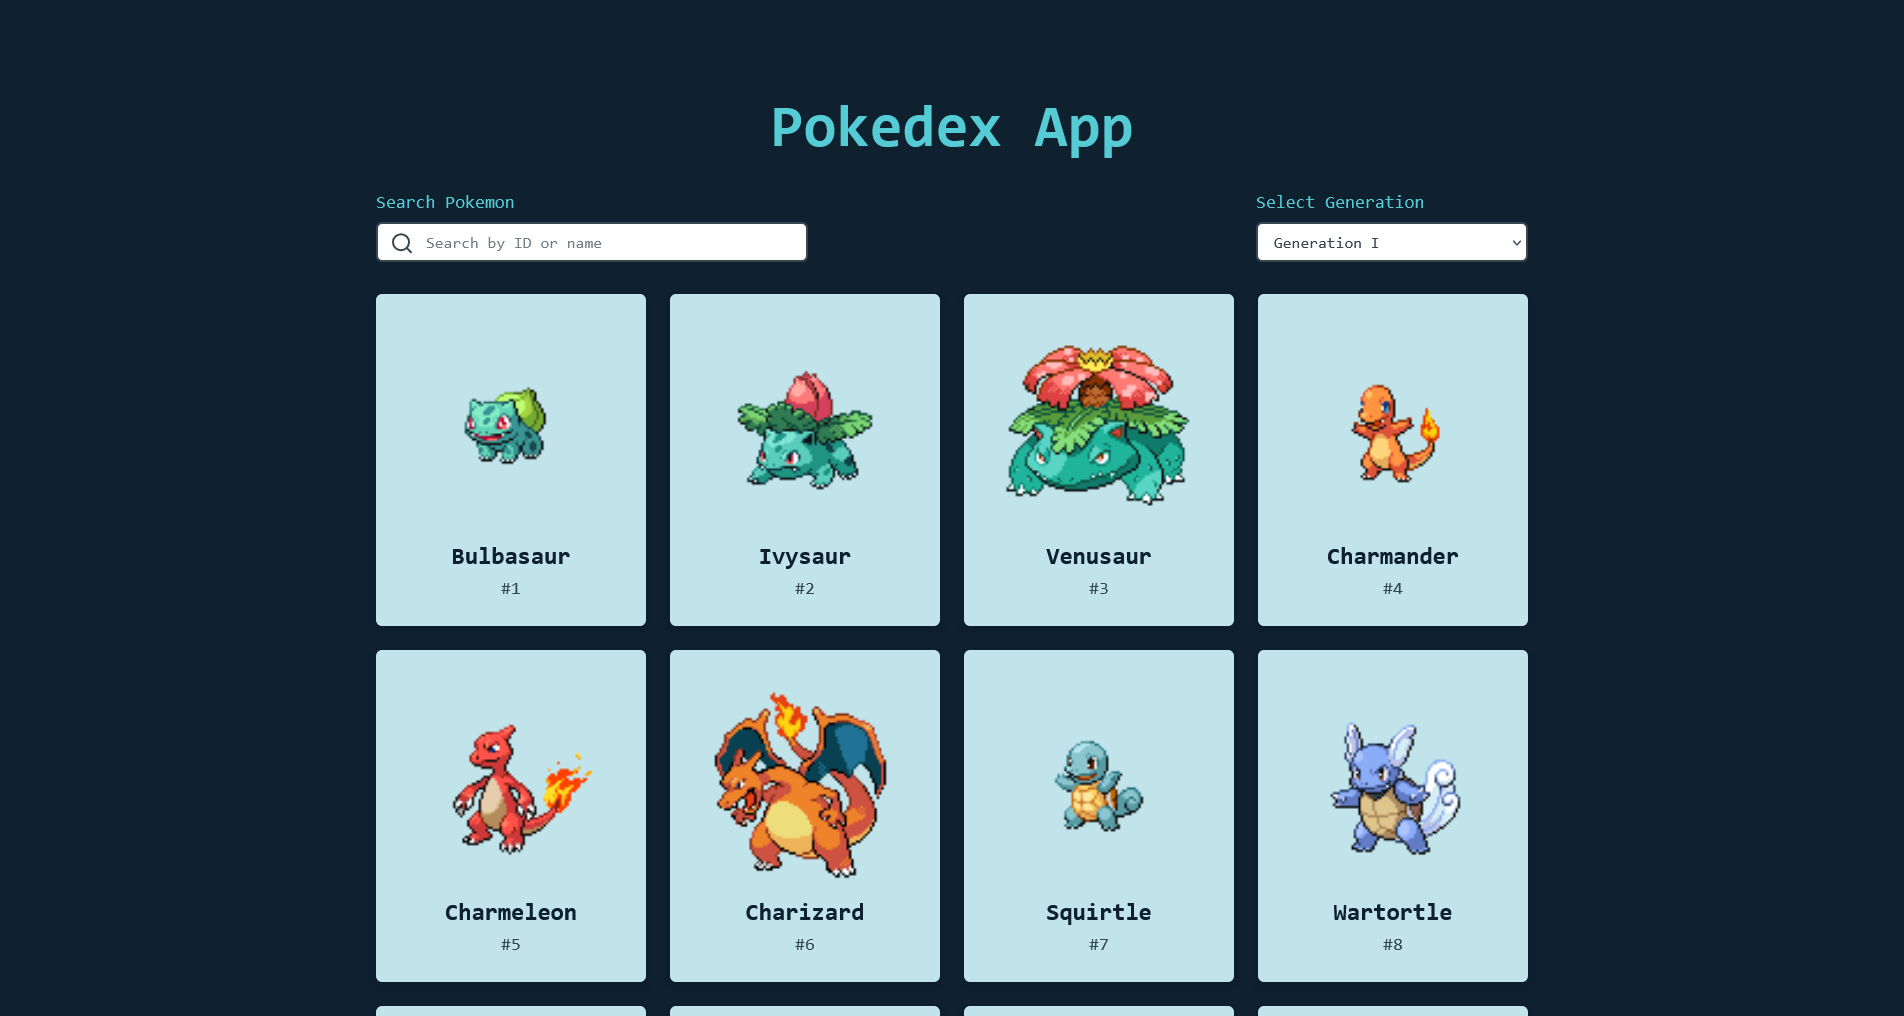 Pokedex App
Search Pokemon
Select Generation
Search by ID or name
Generation I
Bulbasaur
#1
Ivysaur
#2
Venusaur
#3
Charmander
#4
Charmeleon
#5
Charizard
#6
Squirtle
#7
Wartortle
#8